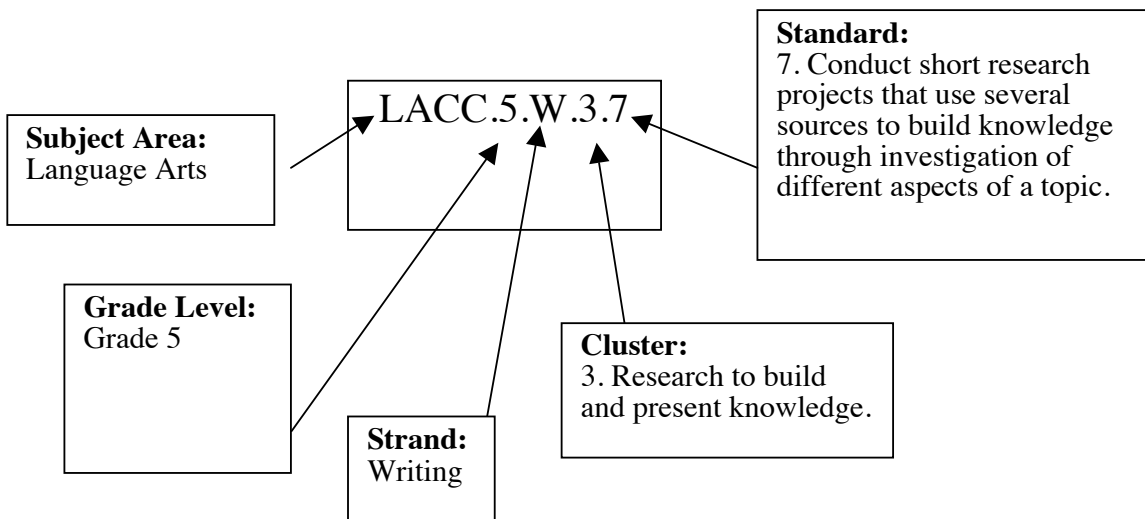 LACC.5.W.3.7
Subject Area:
Language Arts
Standard:
7. Conduct short research
projects that use several
sources to build knowledge
through investigation of
different aspects of a topic.
Grade Level:
Grade 5
Strand:
Writing
Cluster:
3. Research to build
and present knowledge.